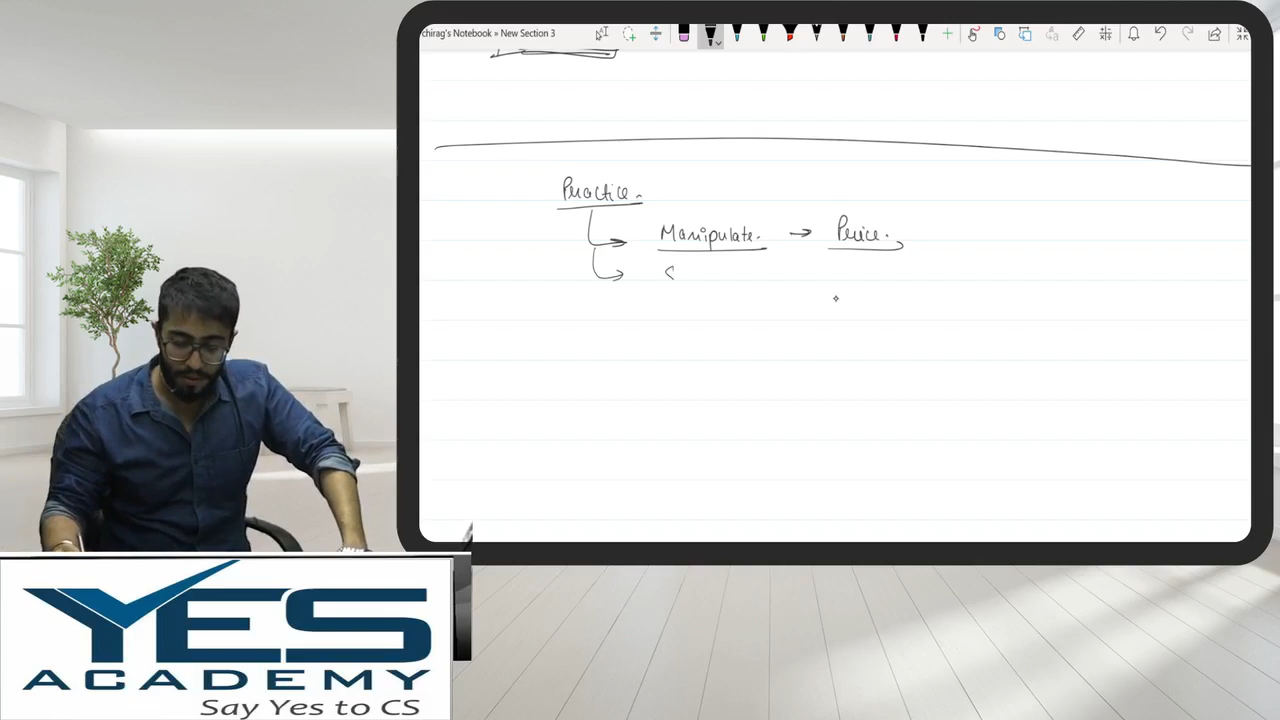 chirag's Notebook » New Section 3
Practice.
Manipulate. → Price.
YES
ACADEMY
Say Yes to CS